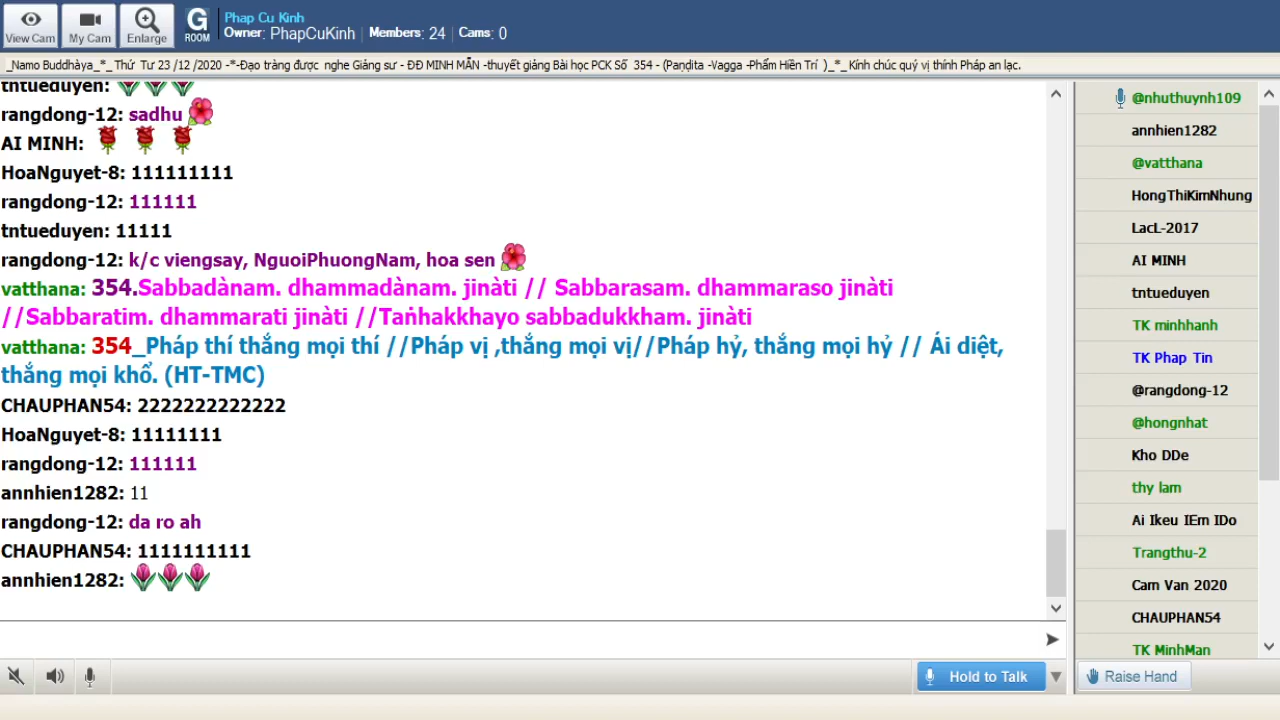 View Cam
My Cam
Enlarge
G
ROOM
Phap Cu Kinh
Owner: PhapCuKinh | Members: 24 | Cams: 0
_Namo Buddhàya_*_ Thứ Tư 23 /12 /2020 -*-Đạo tràng được nghe Giảng sư - ĐĐ MINH MẪN -thuyết giảng Bài học PCK Số 354 - (Paṇḍita -Vagga -Phẩm Hiền Trí )_*_ Kính chúc quý vị thính Pháp an lạc.
tntueduyen:
rangdong-12: sadhu
AI MINH:
HoaNguyet-8: 111111111
rangdong-12: 111111
tntueduyen: 11111
rangdong-12: k/c viengsay, NguoiPhuongNam, hoa sen
vatthana: 354.Sabbadànam. dhammadànam. jinàti // Sabbarasam. dhammaraso jinàti
//Sabbaratim. dhammarati jinàti //Taṅhakkhayo sabbadukkham. jinàti
vatthana: 354_Pháp thí thắng mọi thí //Pháp vị ,thắng mọi vị//Pháp hỷ, thắng mọi hỷ // Ái diệt,
thắng mọi khổ. (HT-TMC)
CHAUPHAN54: 2222222222222
HoaNguyet-8: 11111111
rangdong-12: 111111
annhien1282: 11
rangdong-12: da ro ah
CHAUPHAN54: 1111111111
annhien1282:
@nhuthuynh109
annhien1282
@vatthana
HongThiKimNhung
LacL-2017
AI MINH
tntueduyen
TK minhhanh
TK Phap Tin
@rangdong-12
@hongnhat
Kho DDe
thy lam
Ai Ikeu IEm IDo
Trangthu-2
Cam Van 2020
CHAUPHAN54
TK MinhMan
Hold to Talk
Raise Hand